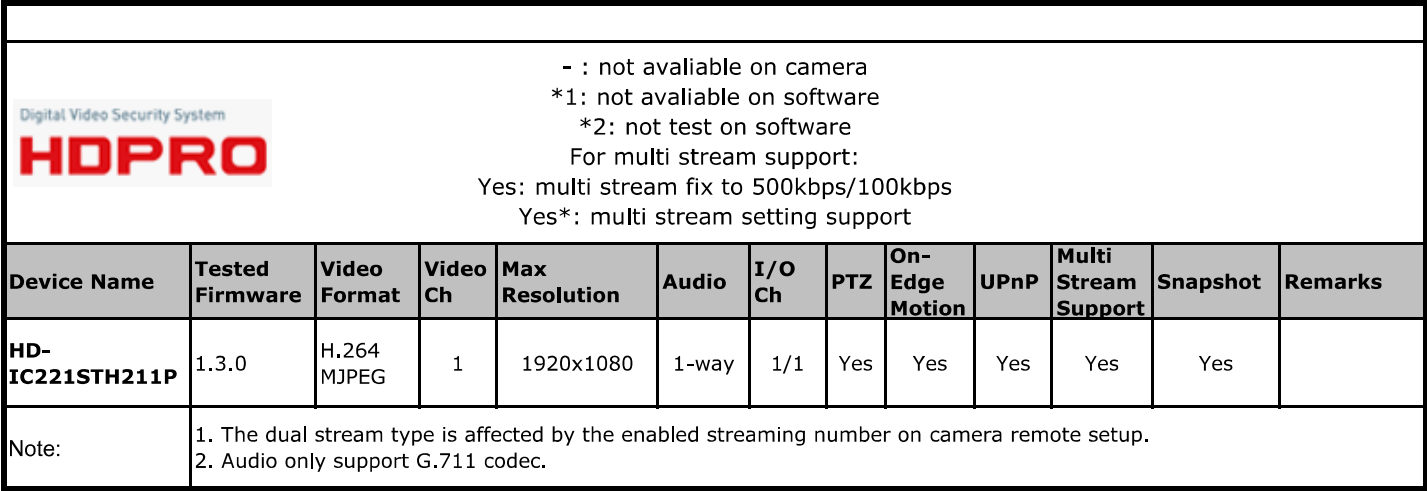 - : not avaliable on camera
*1: not avaliable on software
*2: not test on software
For multi stream support:
Yes: multi stream fix to 500kbps/100kbps
Yes*: multi stream setting support
Digital Video Security System
HDPRO
Device Name Tested Firmware Video Format Video Ch Max Resolution Audio I/O Ch PTZ On-Edge Motion UPnP Multi Stream Support Snapshot Remarks
HD-IC221STH211P 1.3.0 H.264 MJPEG 1 1920x1080 1-way 1/1 Yes Yes Yes Yes Yes
Note:
1. The dual stream type is affected by the enabled streaming number on camera remote setup.
2. Audio only support G.711 codec.